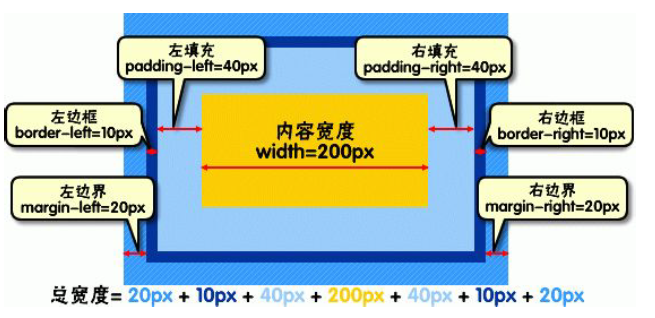 左填充
padding-left=40px
右填充
padding-right=40px
左边框
border-left=10px
内容宽度
width=200px
右边框
border-right=10px
左边界
margin-left=20px
右边界
margin-right=20px
总宽度= 20px + 10px + 40px + 200px + 40px + 10px + 20px